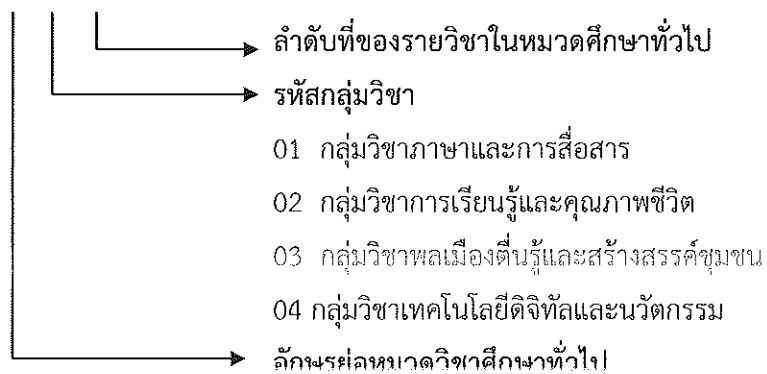 ลำดับที่ของรายวิชาในหมวดศึกษาทั่วไป
รหัสกลุ่มวิชา
01 กลุ่มวิชาภาษาและการสื่อสาร
02 กลุ่มวิชาการเรียนรู้และคุณภาพชีวิต
03 กลุ่มวิชาพลเมืองตื่นรู้และสร้างสรรค์ชุมชน
04 กลุ่มวิชาเทคโนโลยีดิจิทัลและนวัตกรรม
อักษรย่อหมวดวิชาศึกษาทั่วไป